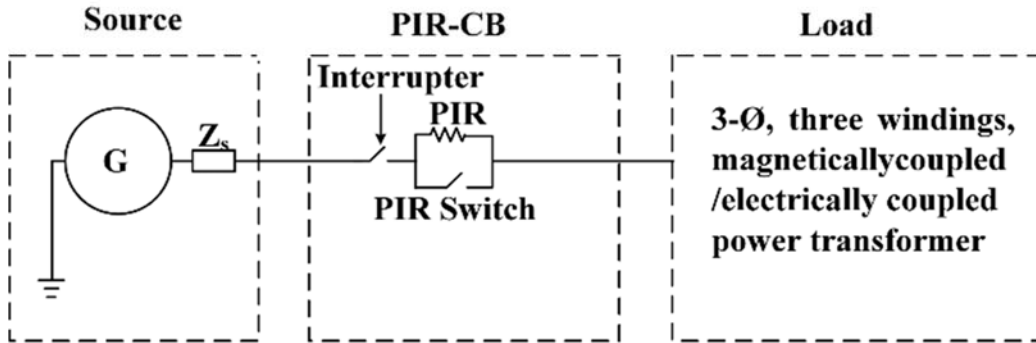 Source
PIR-CB
Load
Interrupter
PIR
PIR Switch
G
Zs
3-Ø, three windings,
magneticallycoupled
/electrically coupled
power transformer